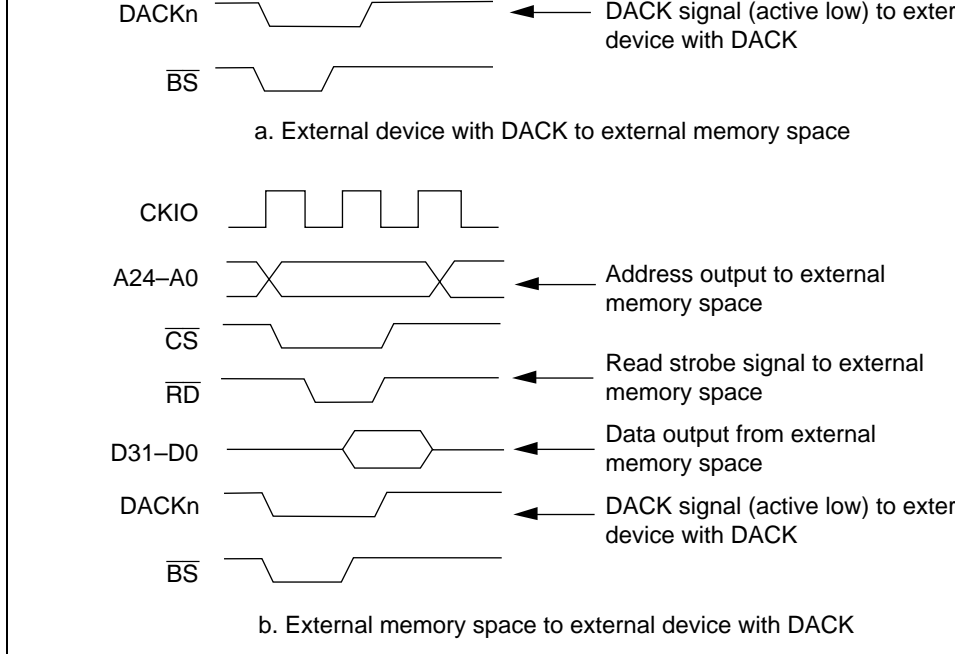 DACKn
DACK signal (active low) to exter
device with DACK
BS
a. External device with DACK to external memory space
CKIO
A24–A0
Address output to external
memory space
CS
RD
Read strobe signal to external
memory space
D31–D0
Data output from external
memory space
DACKn
DACK signal (active low) to exter
device with DACK
BS
b. External memory space to external device with DACK